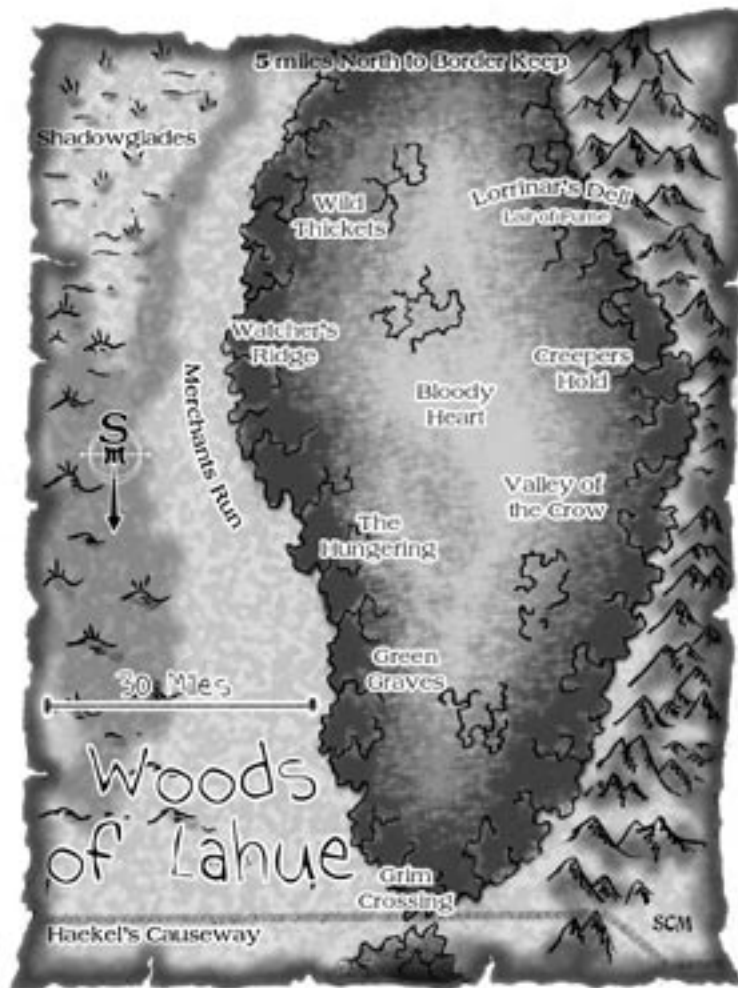 5 miles North to Border Keep
Shadowglades
Wild
Thickets
Lorrinar's Dell
Lair of Fume
Watcher's
Ridge
Creepers
Hold
Merchants Run
Bloody
Heart
S
Valley of
the Crow
The
Hungering
Green
Graves
30 Miles
Woods
of Lahue
Grim
Crossing
Haekel's Causeway
SCM